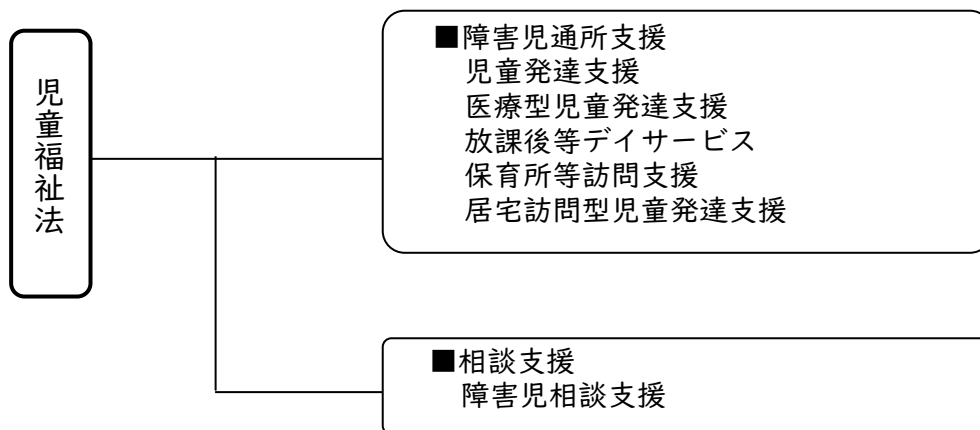 児童福祉法
■障害児通所支援
児童発達支援
医療型児童発達支援
放課後等デイサービス
保育所等訪問支援
居宅訪問型児童発達支援
■相談支援
障害児相談支援